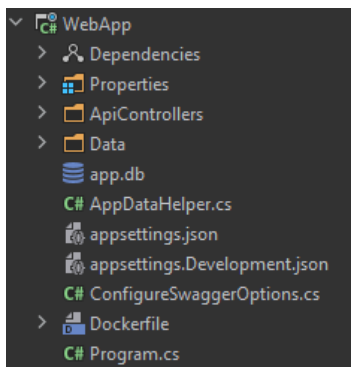 C# WebApp
Dependencies
Properties
ApiControllers
Data
app.db
C# AppDataHelper.cs
appsettings.json
appsettings.Development.json
C# ConfigureSwaggerOptions.cs
D Dockerfile
C# Program.cs